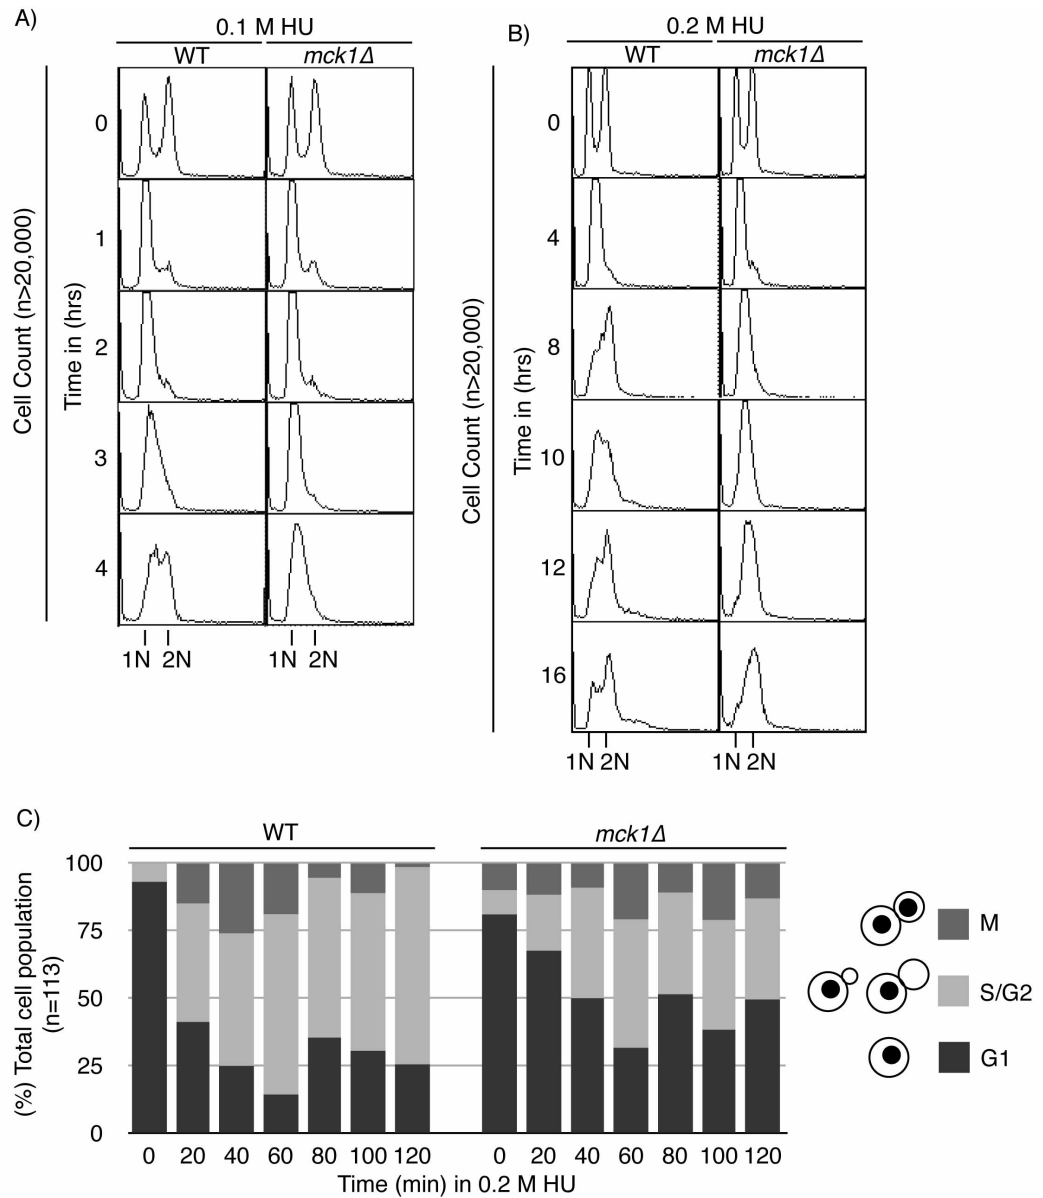 A)
0.1 M HU
WT mck1Δ
Cell Count (n>20,000)
Time in (hrs)
0
1
2
3
4
1N 2N 1N 2N
B)
0.2 M HU
WT mck1Δ
Cell Count (n>20,000)
Time in (hrs)
0
4
8
10
12
16
1N 2N 1N 2N
C)
WT mck1Δ
(%) Total cell population
(n=113)
100
75
50
25
0
0 20 40 60 80 100 120 0 20 40 60 80 100 120
Time (min) in 0.2 M HU
M
S/G2
G1